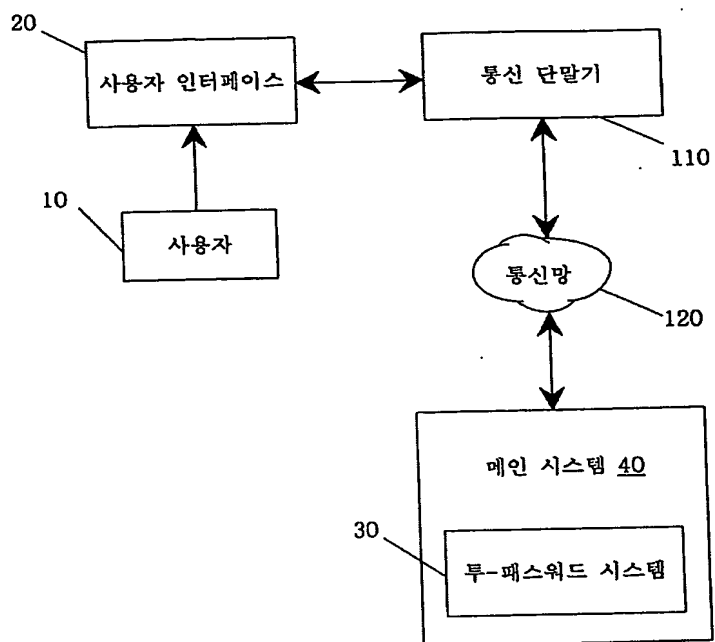 20
사용자 인터페이스
통신 단말기
110
10
사용자
통신망
120
메인 시스템 40
30
투-패스워드 시스템